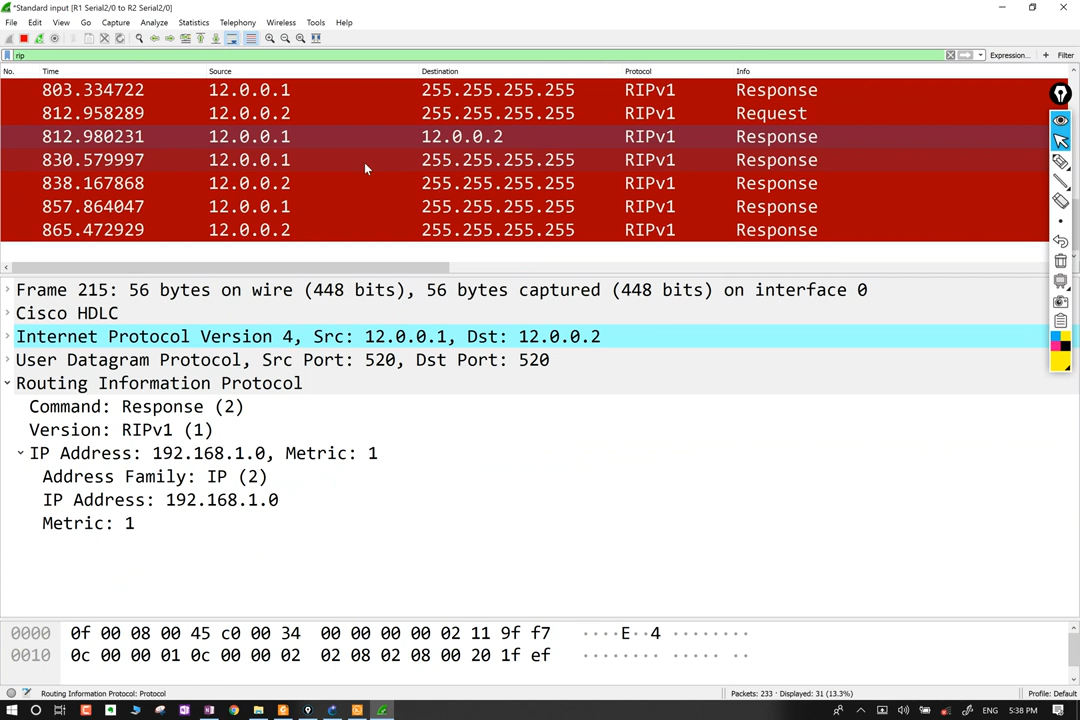 *Standard input [R1 Serial2/0 to R2 Serial2/0]
File Edit View Go Capture Analyze Statistics Telephony Wireless Tools Help
rip Expression... + Filter
No. Time Source Destination Protocol Info
803.334722 12.0.0.1 255.255.255.255 RIPv1 Response
812.958289 12.0.0.2 255.255.255.255 RIPv1 Request
812.980231 12.0.0.1 12.0.0.2 RIPv1 Response
830.579997 12.0.0.1 255.255.255.255 RIPv1 Response
838.167868 12.0.0.2 255.255.255.255 RIPv1 Response
857.864047 12.0.0.1 255.255.255.255 RIPv1 Response
865.472929 12.0.0.2 255.255.255.255 RIPv1 Response
Frame 215: 56 bytes on wire (448 bits), 56 bytes captured (448 bits) on interface 0
Cisco HDLC
Internet Protocol Version 4, Src: 12.0.0.1, Dst: 12.0.0.2
User Datagram Protocol, Src Port: 520, Dst Port: 520
Routing Information Protocol
Command: Response (2)
Version: RIPv1 (1)
IP Address: 192.168.1.0, Metric: 1
Address Family: IP (2)
IP Address: 192.168.1.0
Metric: 1
0000 0f 00 08 00 45 c0 00 34 00 00 00 00 02 11 9f f7 ····E··4 ········
0010 0c 00 00 01 0c 00 00 02 02 08 02 08 00 20 1f ef ········ ····· ··
Routing Information Protocol: Protocol Packets: 233 · Displayed: 31 (13.3%) Profile: Default
ENG 5:38 PM